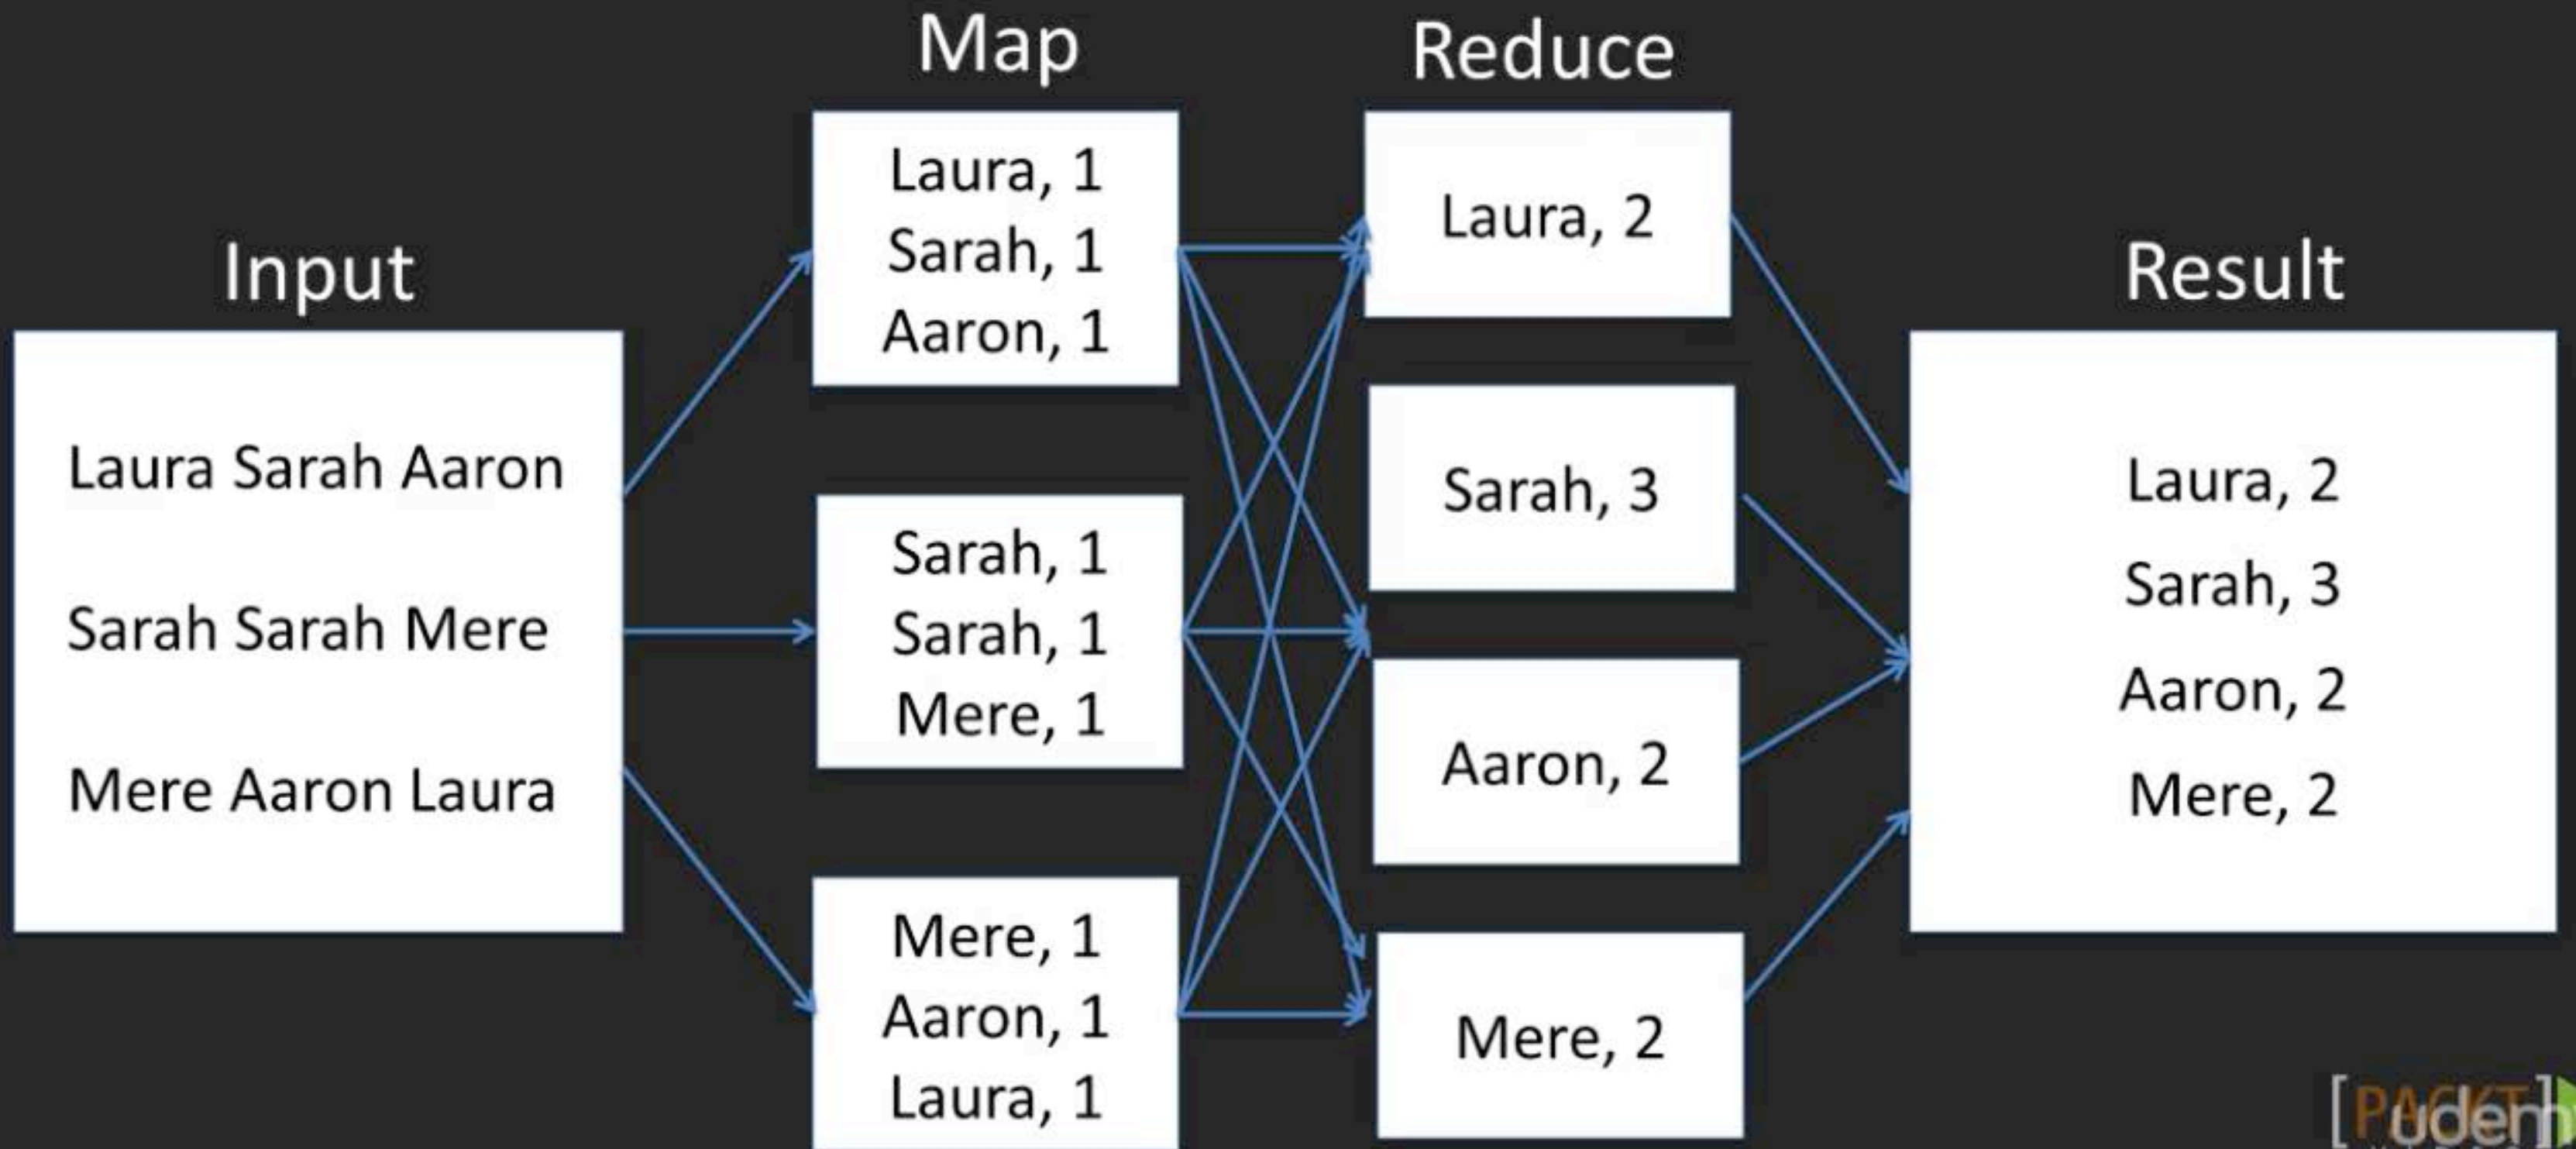 Input
Laura Sarah Aaron
Sarah Sarah Mere
Mere Aaron Laura
Map
Laura, 1
Sarah, 1
Aaron, 1
Sarah, 1
Sarah, 1
Mere, 1
Mere, 1
Aaron, 1
Laura, 1
Reduce
Laura, 2
Sarah, 3
Aaron, 2
Mere, 2
Result
Laura, 2
Sarah, 3
Aaron, 2
Mere, 2
[PACKT]